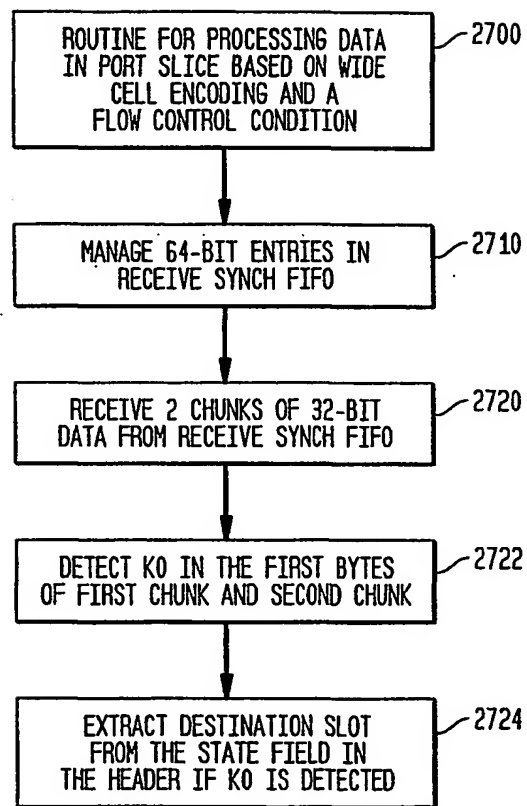 ROUTINE FOR PROCESSING DATA
IN PORT SLICE BASED ON WIDE
CELL ENCODING AND A
FLOW CONTROL CONDITION
2700
MANAGE 64-BIT ENTRIES IN
RECEIVE SYNCH FIFO
2710
RECEIVE 2 CHUNKS OF 32-BIT
DATA FROM RECEIVE SYNCH FIFO
2720
DETECT K0 IN THE FIRST BYTES
OF FIRST CHUNK AND SECOND CHUNK
2722
EXTRACT DESTINATION SLOT
FROM THE STATE FIELD IN
THE HEADER IF K0 IS DETECTED
2724